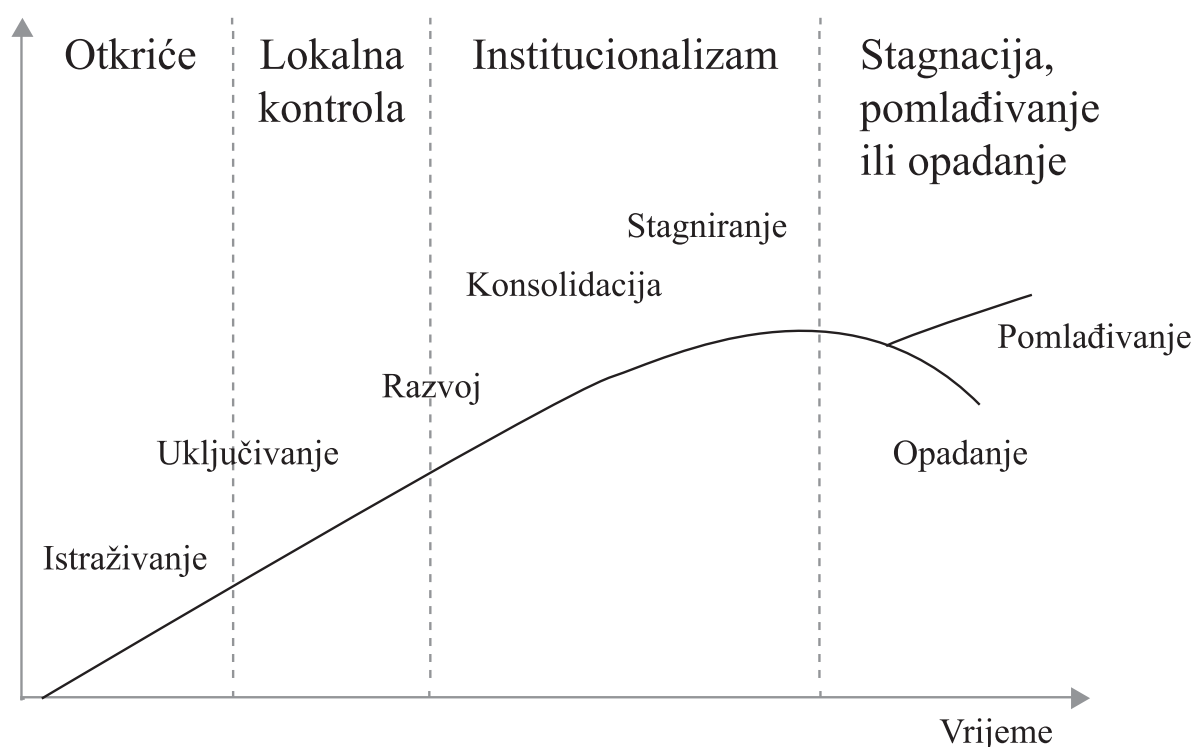 Otkriće
Lokalna
kontrola
Institucionalizam
Stagnacija,
pomlađivanje
ili opadanje
Stagniranje
Konsolidacija
Pomlađivanje
Razvoj
Uključivanje
Opadanje
Istraživanje
Vrijeme